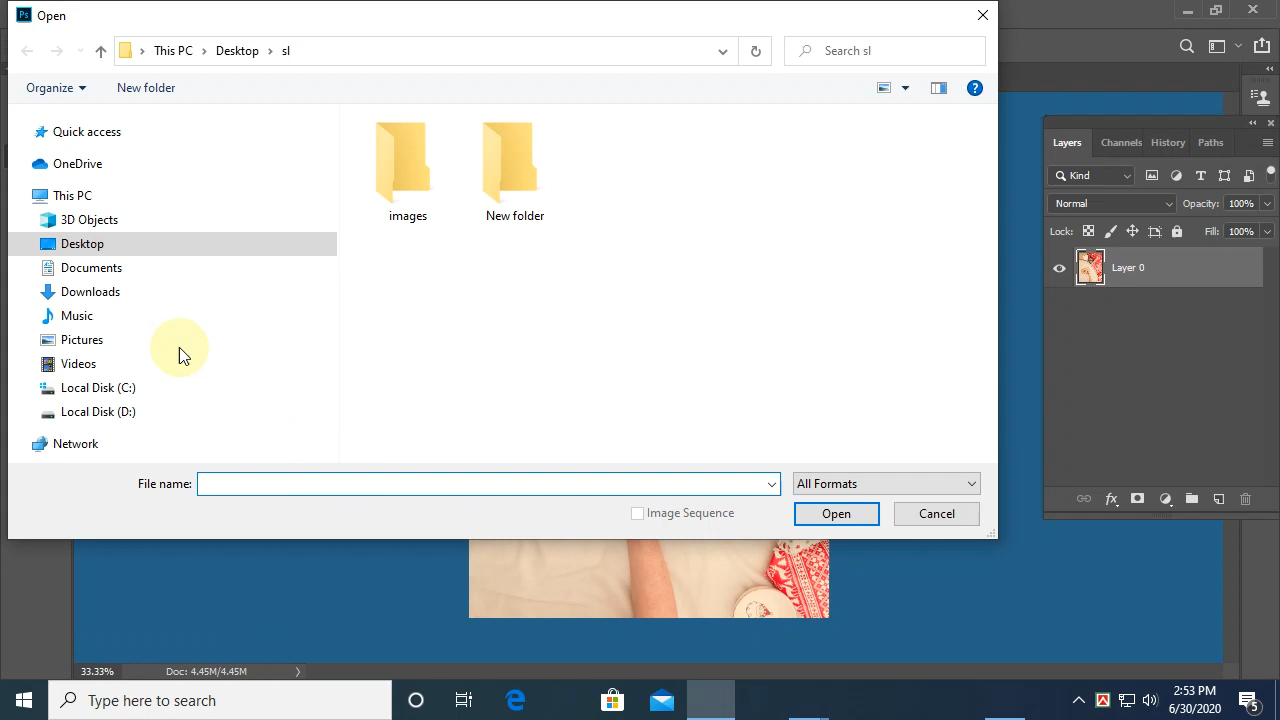 Ps Open
This PC > Desktop > sl
Search sl
Organize
New folder
?
Quick access
OneDrive
This PC
3D Objects
Desktop
Documents
Downloads
Music
Pictures
Videos
Local Disk (C:)
Local Disk (D:)
Network
images
New folder
File name:
All Formats
Image Sequence
Open
Cancel
Layers
Channels
History
Paths
Kind
Normal
Opacity: 100%
Lock:
Fill: 100%
Layer 0
fx
33.33%
Doc: 4.45M/4.45M
Type here to search
2:53 PM
6/30/2020
5